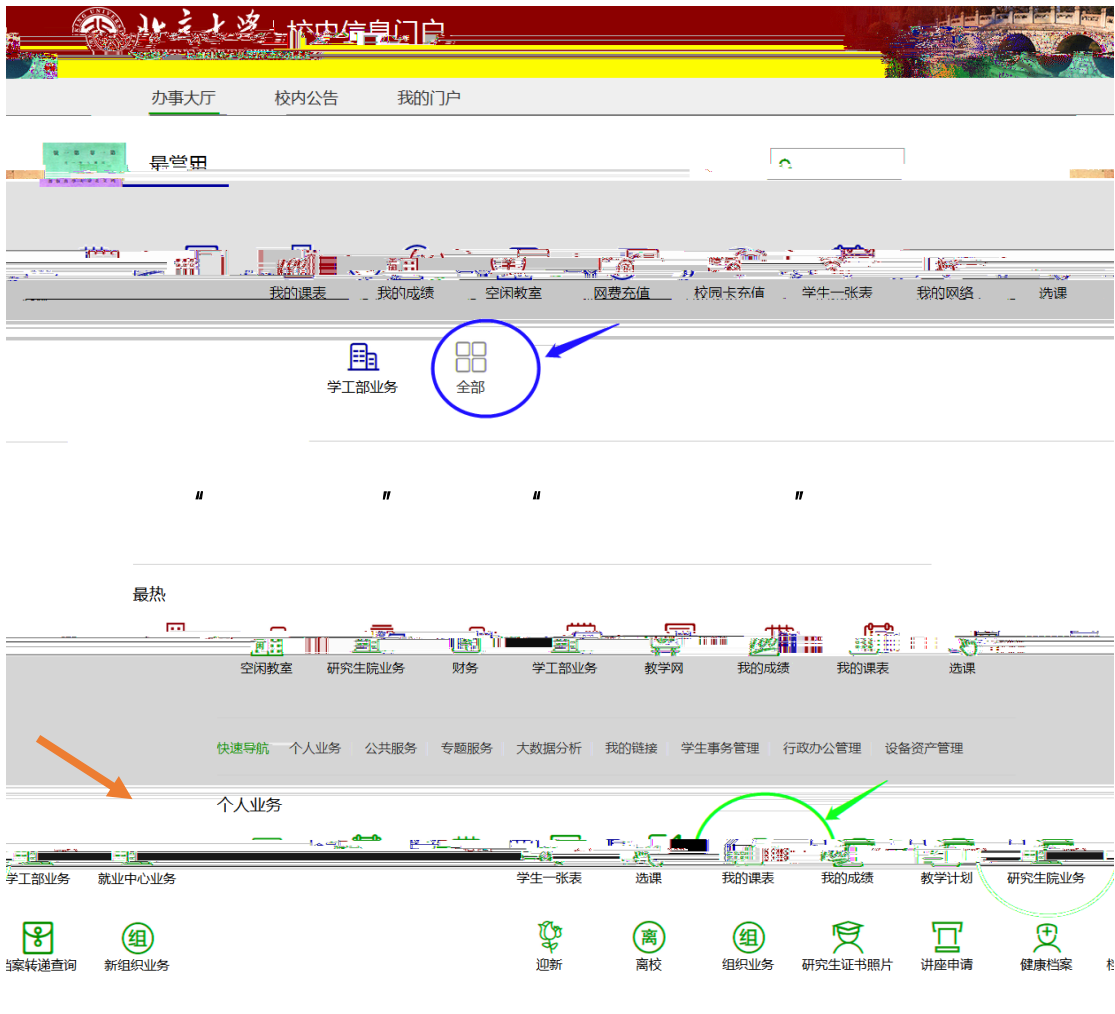 北京大学 校内信息门户
办事大厅 校内公告 我的门户
最常用
我的课表 我的成绩 空闲教室 网费充值 校园卡充值 学生一张表 我的网络 选课
学工部业务 全部
" " " "
最热
空闲教室 研究生院业务 财务 学工部业务 教学网 我的成绩 我的课表 选课
快速导航 个人业务 公共服务 专题服务 大数据分析 我的链接 学生事务管理 行政办公管理 设备资产管理
个人业务
学工部业务 就业中心业务 学生一张表 选课 我的课表 我的成绩 教学计划 研究生院业务
组 离 组
档案转递查询 新组织业务 迎新 离校 组织业务 研究生证书照片 讲座申请 健康档案